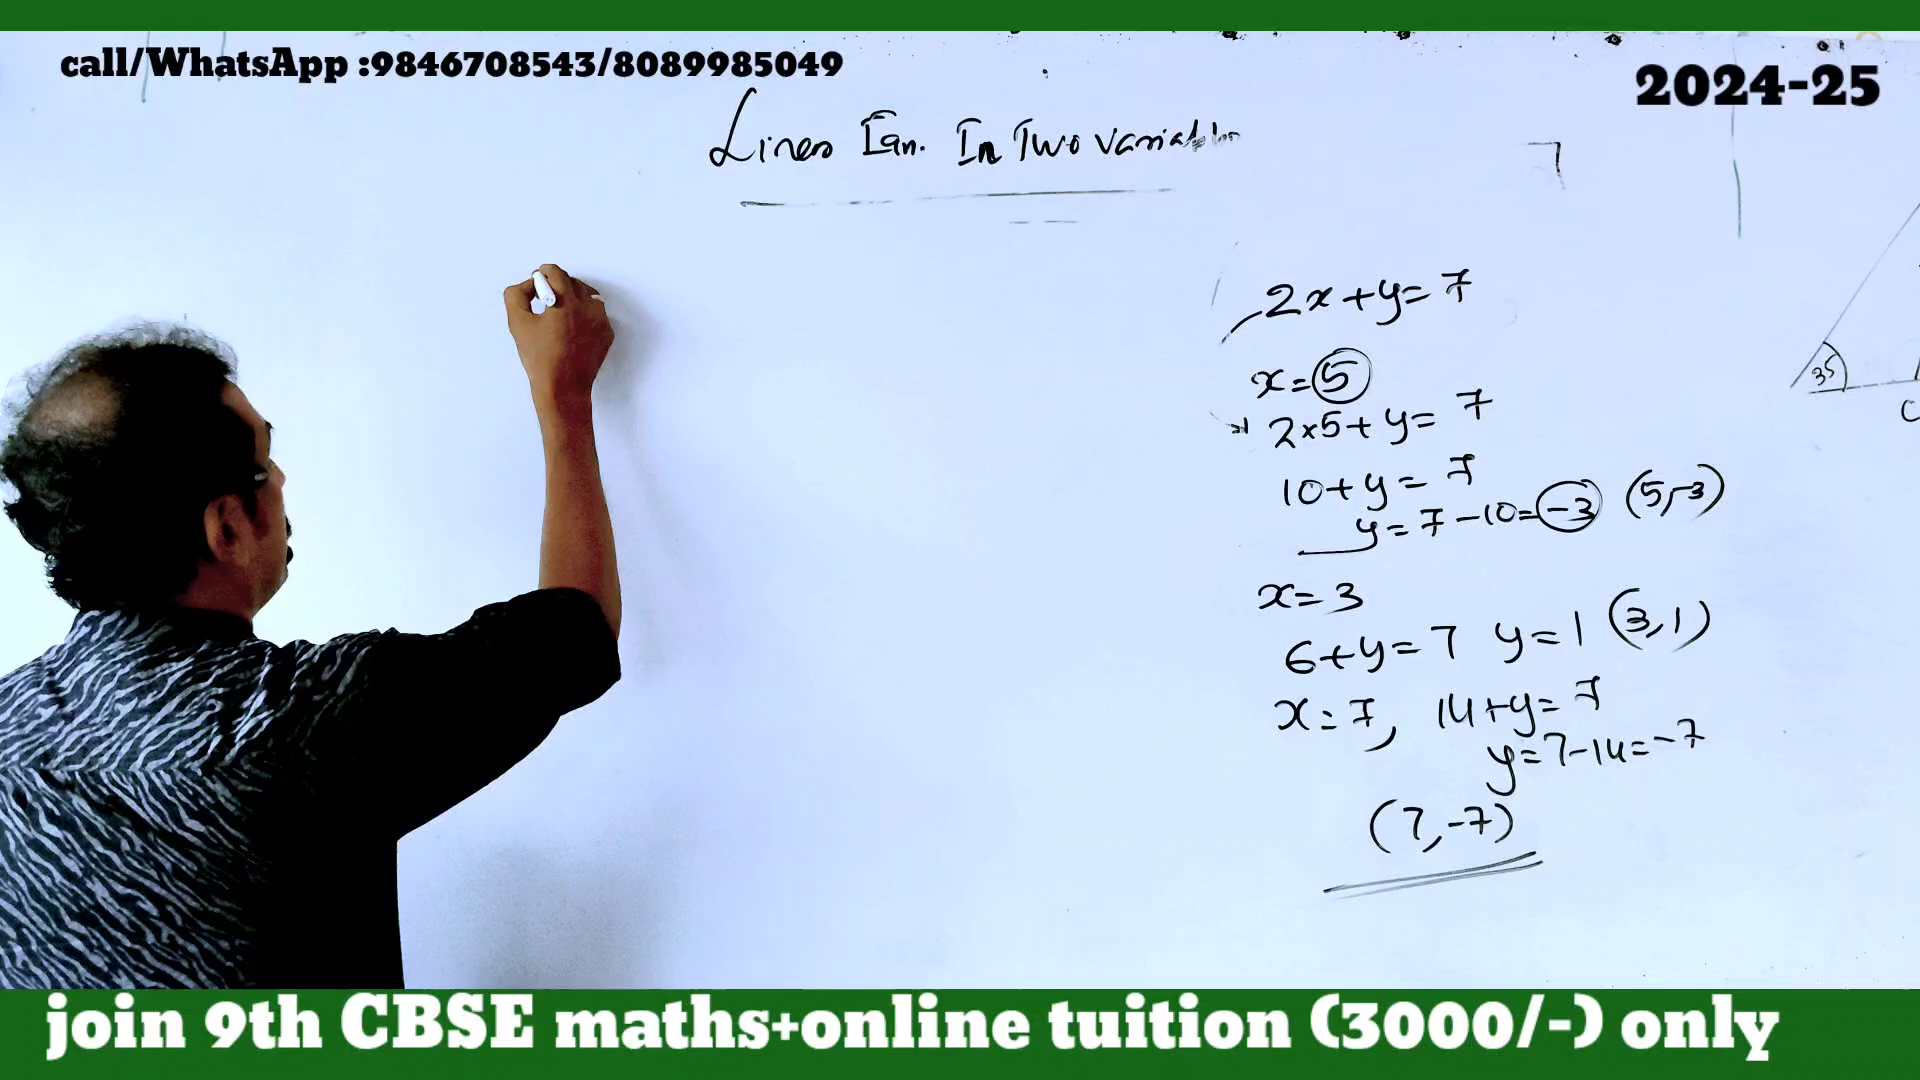 call/WhatsApp :9846708543/8089985049
2024-25
Linear Eqn. In Two variables
2x+y=7
x=5
2×5+y=7
10+y=7
y=7-10=-3 (5,-3)
x=3
6+y=7 y=1 (3,1)
x=7, 14+y=7
y=7-14=-7
(7,-7)
35
C
join 9th CBSE maths+online tuition (3000/-) only